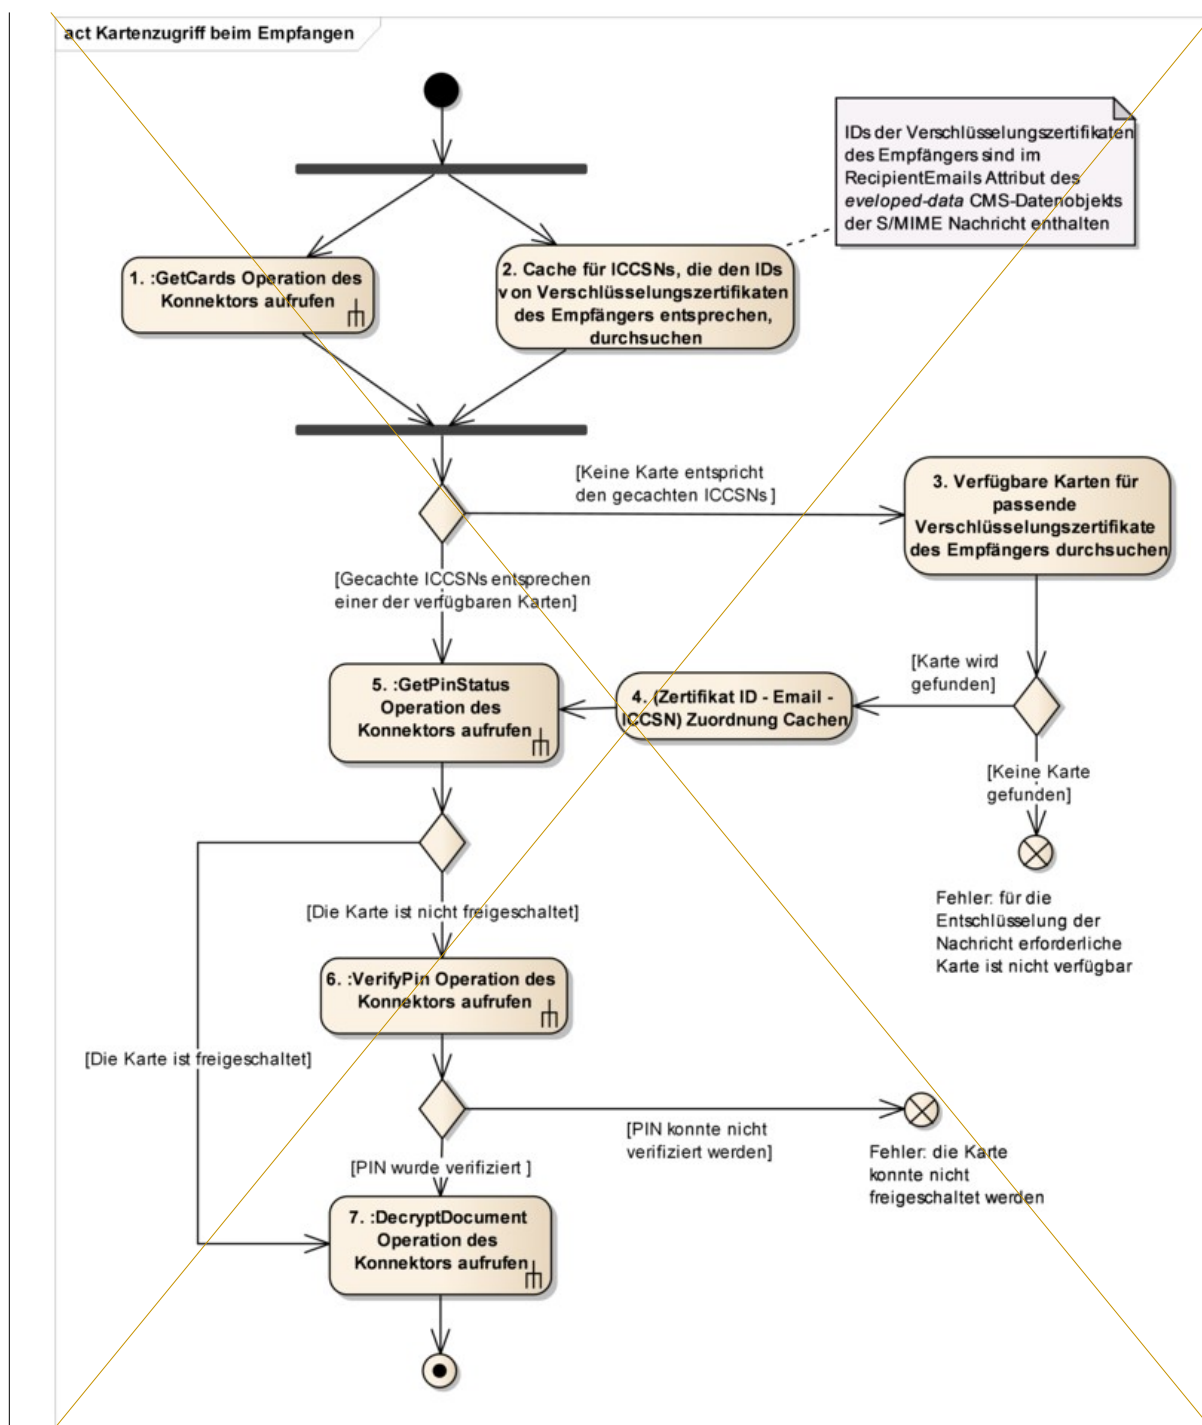 act Kartenzugriff beim Empfangen
IDs der Verschlüsselungszertifikaten
des Empfängers sind im
RecipientEmails Attribut des
eveloped-data CMS-Datenobjekts
der S/MIME Nachricht enthalten
1. :GetCards Operation des
Konnektors aufrufen
2. Cache für ICCSNs, die den IDs
von Verschlüsselungszertifikaten
des Empfängers entsprechen,
durchsuchen
[Keine Karte entspricht
den gecachten ICCSNs ]
3. Verfügbare Karten für
passende
Verschlüsselungszertifikate
des Empfängers durchsuchen
[Gecachte ICCSNs entsprechen
einer der verfügbaren Karten]
[Karte wird
gefunden]
4. (Zertifikat ID - Email -
ICCSN) Zuordnung Cachen
5. :GetPinStatus
Operation des
Konnektors aufrufen
[Keine Karte
gefunden]
Fehler: für die
Entschlüsselung der
Nachricht erforderliche
Karte ist nicht verfügbar
[Die Karte ist nicht freigeschaltet]
6. :VerifyPin Operation des
Konnektors aufrufen
[Die Karte ist freigeschaltet]
[PIN konnte nicht
verifiziert werden]
Fehler: die Karte
konnte nicht
freigeschaltet werden
[PIN wurde verifiziert ]
7. :DecryptDocument
Operation des
Konnektors aufrufen